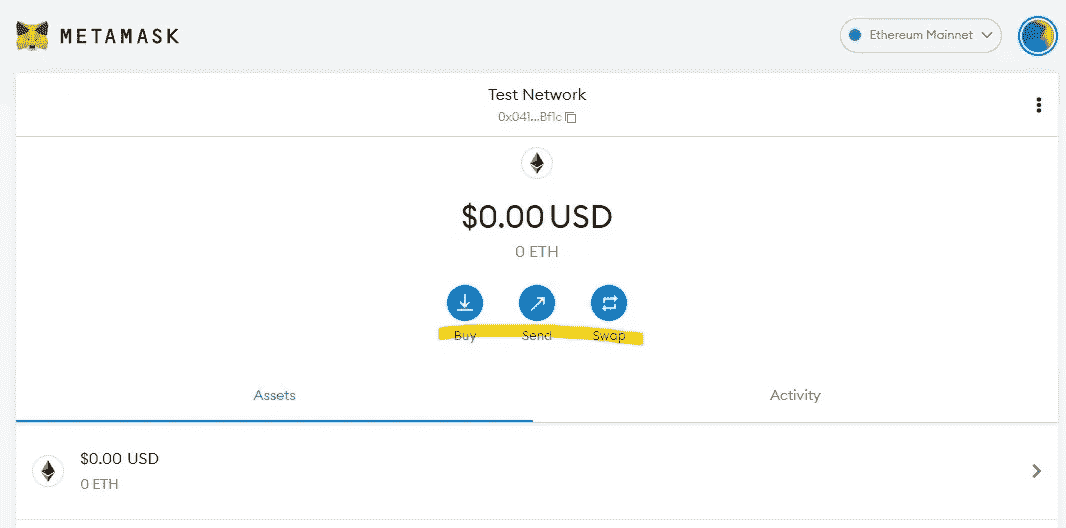 METAMASK
Ethereum Mainnet
Test Network
0x041...Bf1c
$0.00 USD
0 ETH
Buy Send Swap
Assets Activity
$0.00 USD
0 ETH